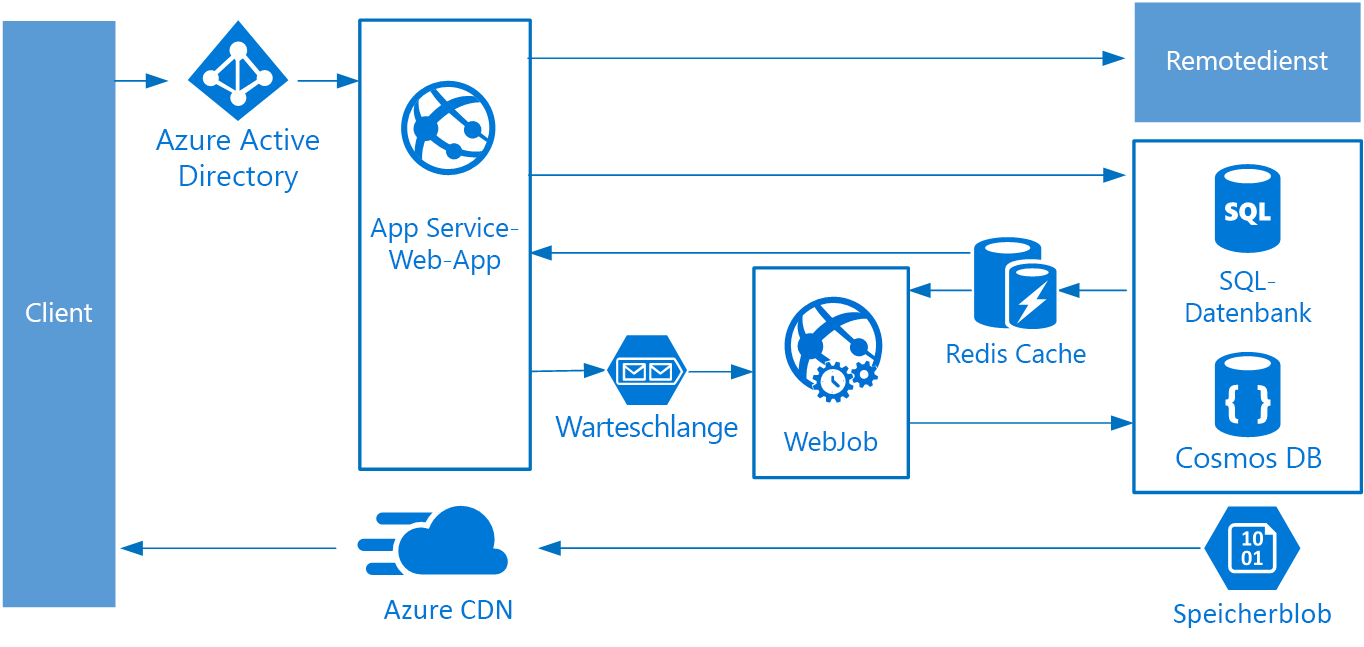 Client
Azure Active
Directory
App Service-
Web-App
Remotedienst
SQL
SQL-
Datenbank
Redis Cache
Warteschlange
WebJob
{ }
Cosmos DB
Azure CDN
10
01
Speicherblob